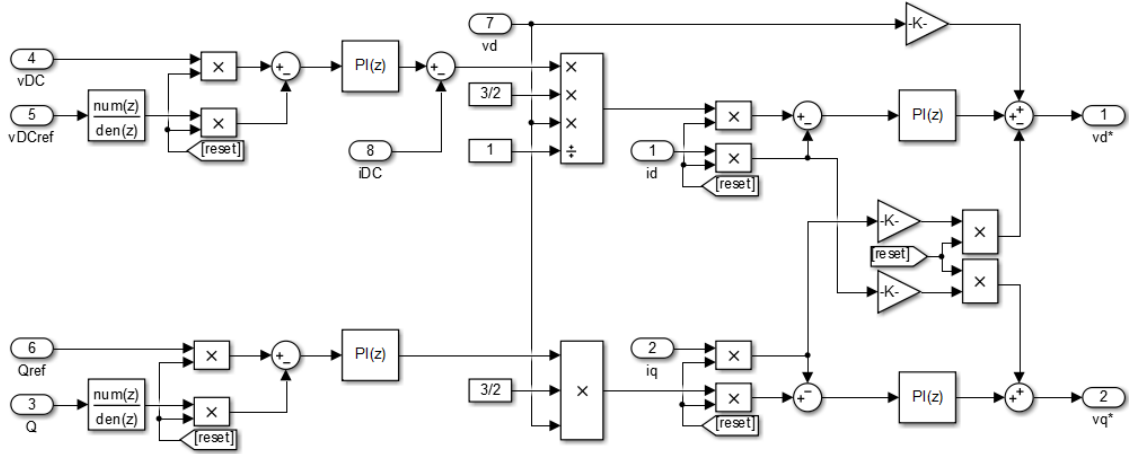 7
vd
-K-
4
vDC
×
+
−
PI(z)
+
−
×
5
vDCref
num(z)
den(z)
×
[reset]
3/2
×
×
1
÷
8
iDC
×
1
id
×
[reset]
+
−
PI(z)
+
−
−
1
vd*
-K-
×
[reset]
-K-
×
6
Qref
×
+
−
PI(z)
3
Q
num(z)
den(z)
×
[reset]
3/2
×
2
iq
×
×
[reset]
+
−
PI(z)
+
+
2
vq*